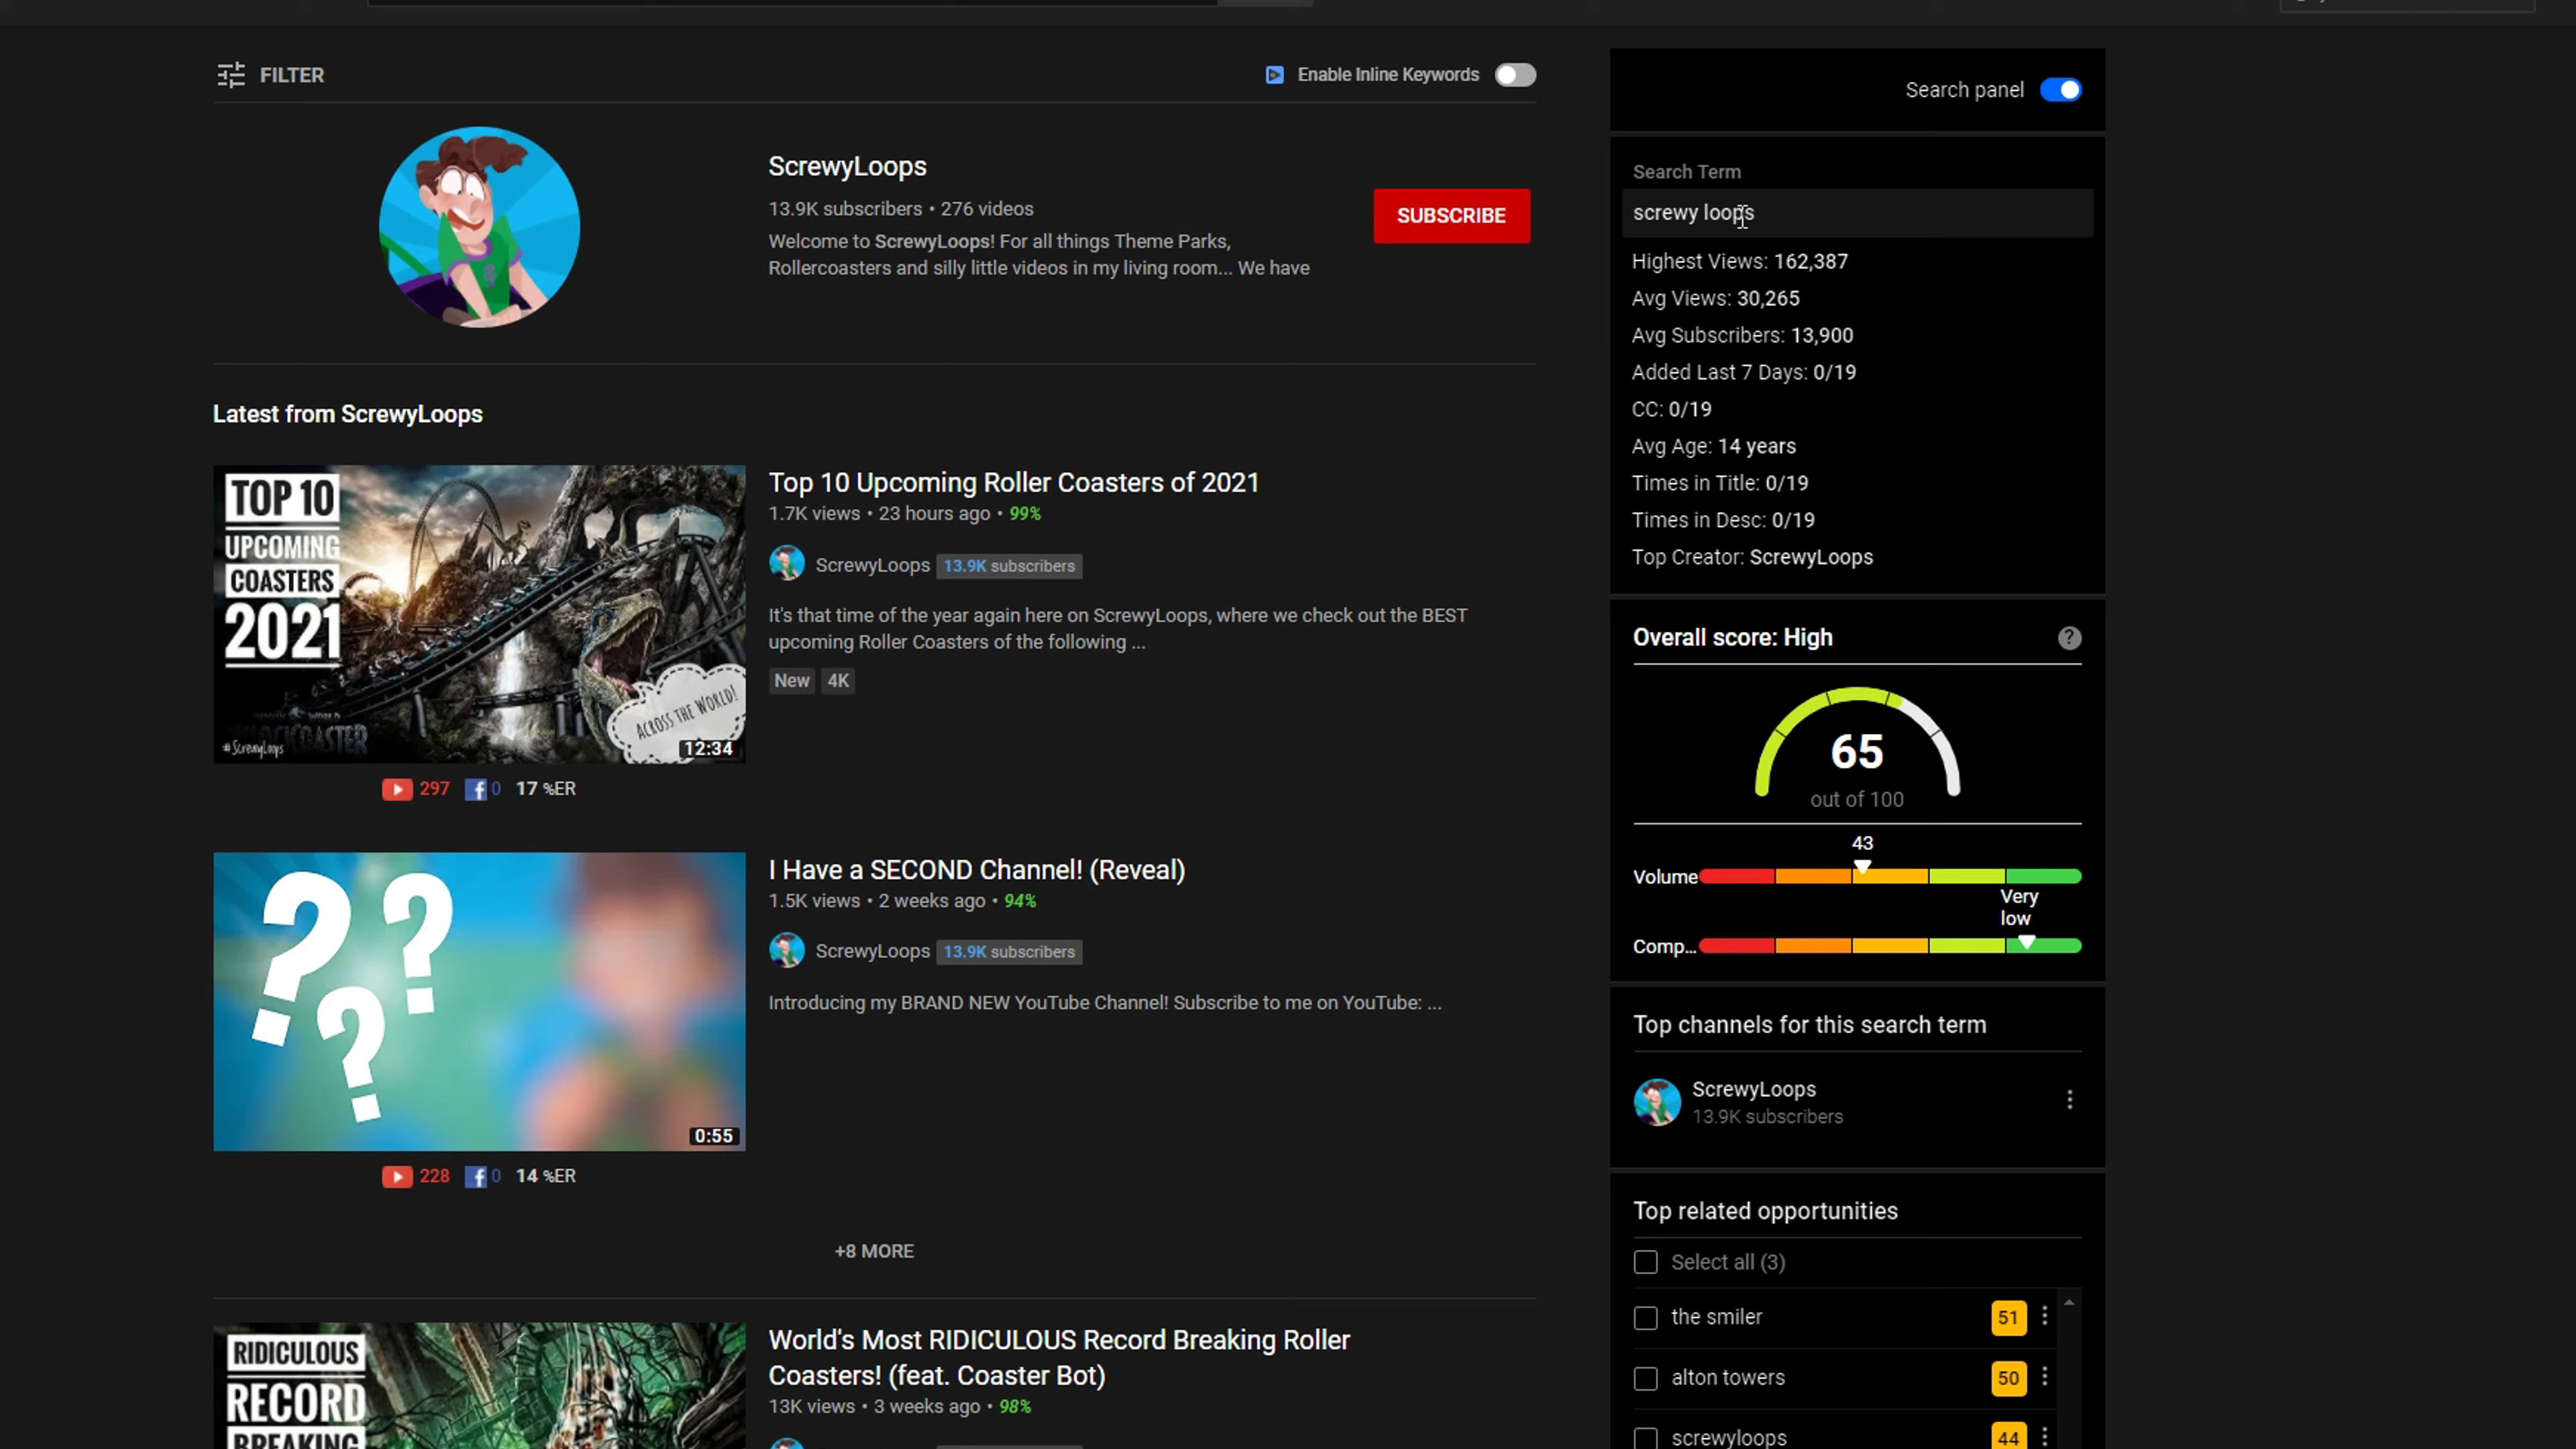 FILTER
Enable Inline Keywords
ScrewyLoops
13.9K subscribers • 276 videos
Welcome to ScrewyLoops! For all things Theme Parks,
Rollercoasters and silly little videos in my living room... We have
SUBSCRIBE
Latest from ScrewyLoops
TOP 10
UPCOMING
COASTERS
2021
ACROSS THE WORLD!
#ScrewyLoops
12:34
297 0 17 %ER
Top 10 Upcoming Roller Coasters of 2021
1.7K views • 23 hours ago • 99%
ScrewyLoops 13.9K subscribers
It's that time of the year again here on ScrewyLoops, where we check out the BEST
upcoming Roller Coasters of the following ...
New 4K
? ? ?
0:55
228 0 14 %ER
I Have a SECOND Channel! (Reveal)
1.5K views • 2 weeks ago • 94%
ScrewyLoops 13.9K subscribers
Introducing my BRAND NEW YouTube Channel! Subscribe to me on YouTube: ...
+8 MORE
RIDICULOUS
RECORD
BREAKING
World's Most RIDICULOUS Record Breaking Roller
Coasters! (feat. Coaster Bot)
13K views • 3 weeks ago • 98%
Search panel
Search Term
screwy loops
Highest Views: 162,387
Avg Views: 30,265
Avg Subscribers: 13,900
Added Last 7 Days: 0/19
CC: 0/19
Avg Age: 14 years
Times in Title: 0/19
Times in Desc: 0/19
Top Creator: ScrewyLoops
Overall score: High
?
65
out of 100
43
Volume
Very
low
Comp...
Top channels for this search term
ScrewyLoops
13.9K subscribers
Top related opportunities
Select all (3)
the smiler 51
alton towers 50
screwyloops 44